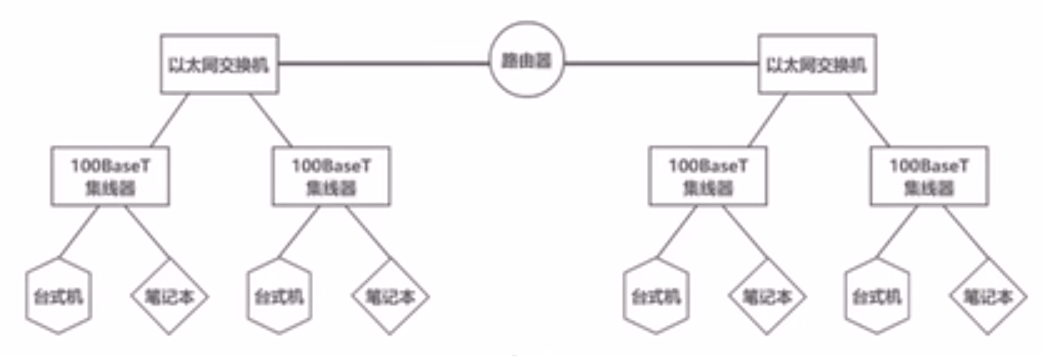 以太网交换机
路由器
以太网交换机
100BaseT
集线器
100BaseT
集线器
100BaseT
集线器
100BaseT
集线器
台式机
笔记本
台式机
笔记本
台式机
笔记本
台式机
笔记本